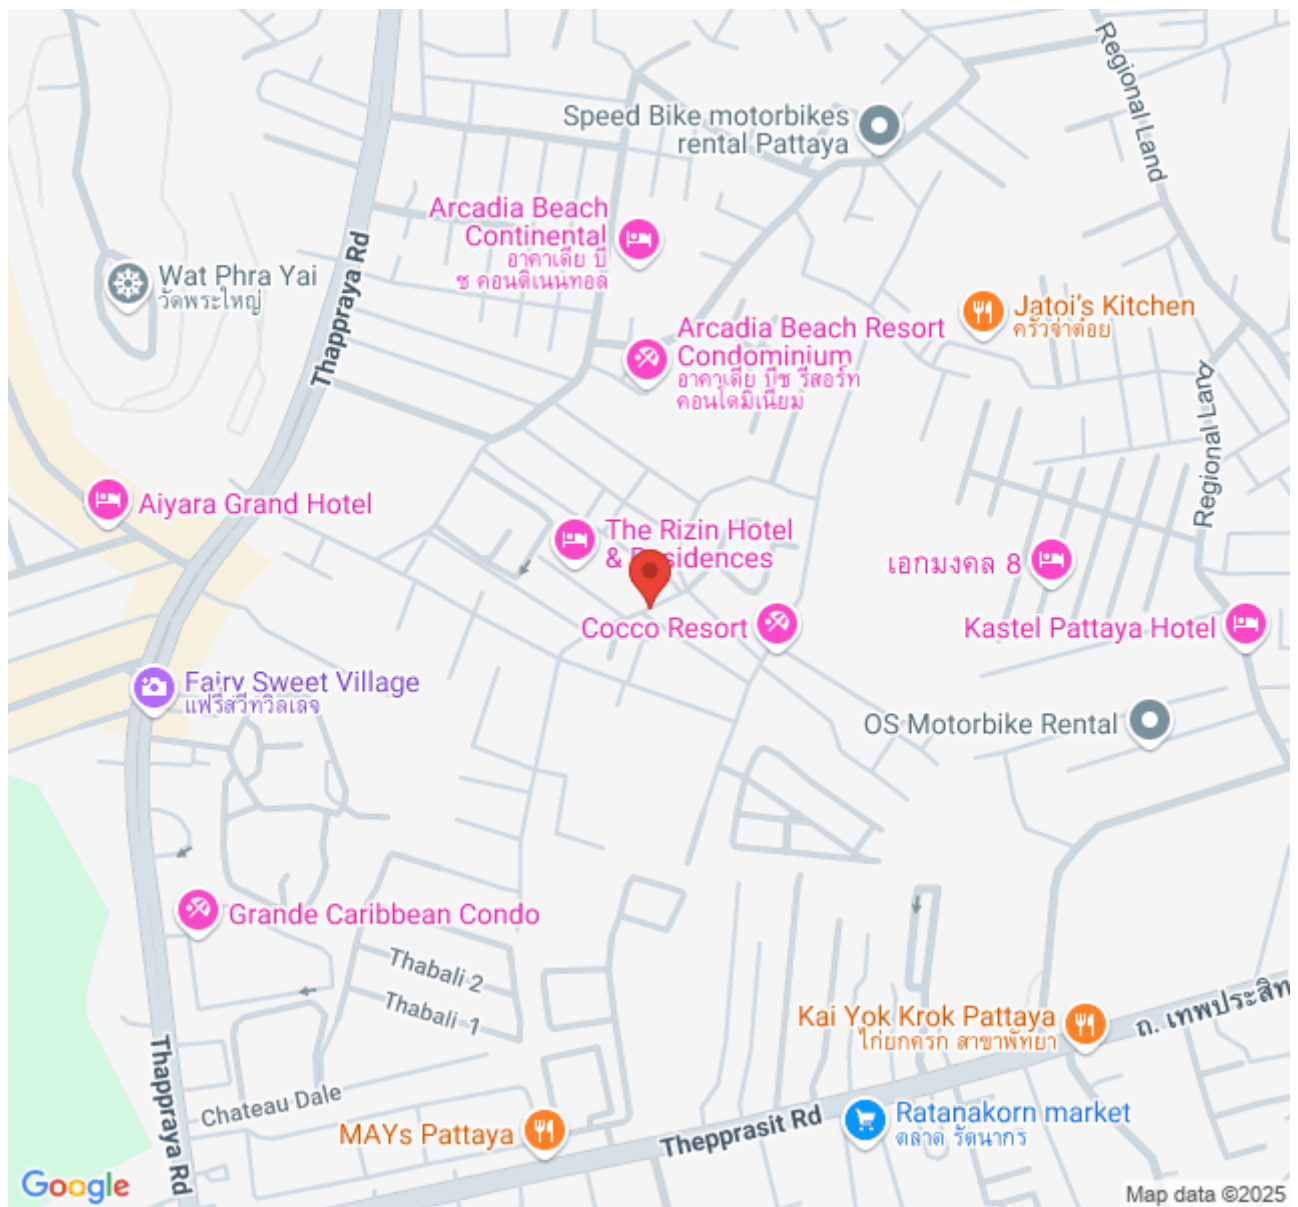 Regional Land
Speed Bike motorbikes
rental Pattaya
Arcadia Beach
Continental
อาคาเดีย บี
ช คอนติเนนทอล
Wat Phra Yai
วัดพระใหญ่
Thappraya Rd
Jatoi's Kitchen
ครัวจ่าต่อย
Arcadia Beach Resort
Condominium
อาคาเดีย บีช รีสอร์ท
คอนโดมิเนียม
Regional Land
Aiyara Grand Hotel
The Rizin Hotel
& Residences
เอกมงคล 8
Cocco Resort
Kastel Pattaya Hotel
Fairy Sweet Village
แฟรี่สวีทวิลเลจ
OS Motorbike Rental
Grande Caribbean Condo
Thabali 2
Thabali 1
Kai Yok Krok Pattaya
ไก่ยกครก สาขาพัทยา
ถ. เทพประสิท
Thappraya Rd
Chateau Dale
MAYs Pattaya
Thepprasit Rd
Ratanakorn market
ตลาด รัตนากร
Google
Map data ©2025